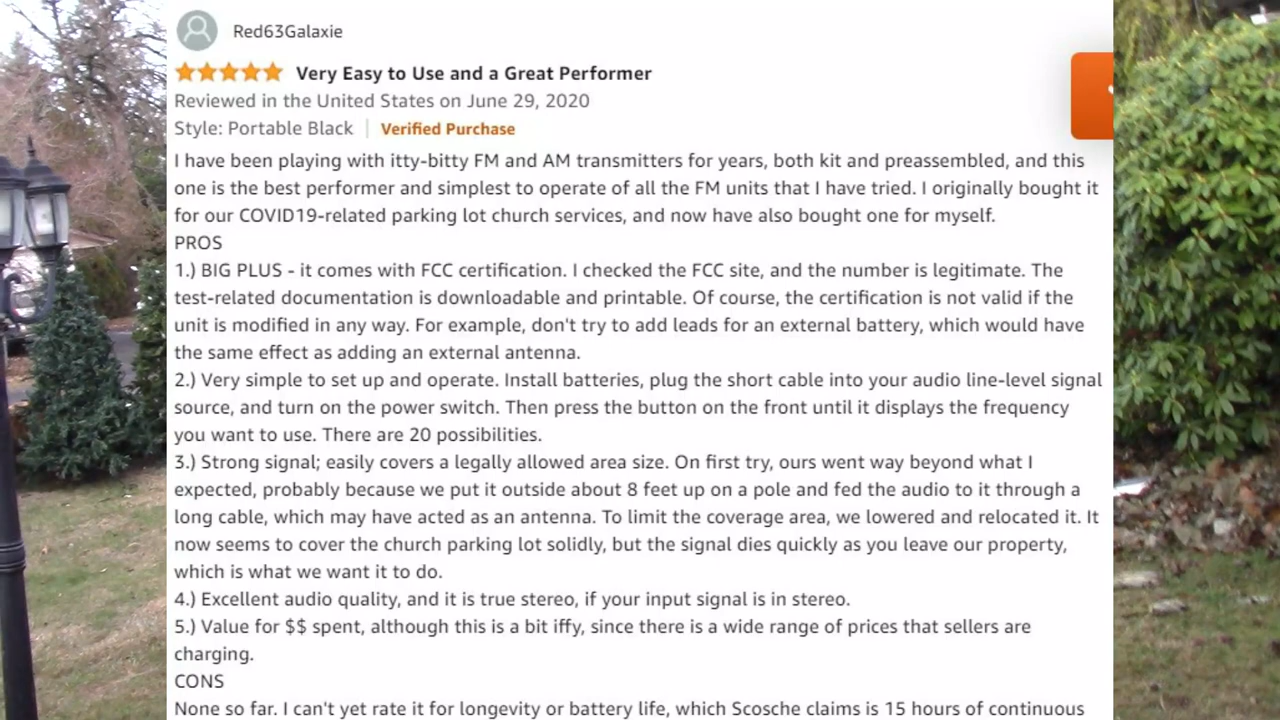 Red63Galaxie
Very Easy to Use and a Great Performer
Reviewed in the United States on June 29, 2020
Style: Portable Black | Verified Purchase
I have been playing with itty-bitty FM and AM transmitters for years, both kit and preassembled, and this
one is the best performer and simplest to operate of all the FM units that I have tried. I originally bought it
for our COVID19-related parking lot church services, and now have also bought one for myself.
PROS
1.) BIG PLUS - it comes with FCC certification. I checked the FCC site, and the number is legitimate. The
test-related documentation is downloadable and printable. Of course, the certification is not valid if the
unit is modified in any way. For example, don't try to add leads for an external battery, which would have
the same effect as adding an external antenna.
2.) Very simple to set up and operate. Install batteries, plug the short cable into your audio line-level signal
source, and turn on the power switch. Then press the button on the front until it displays the frequency
you want to use. There are 20 possibilities.
3.) Strong signal; easily covers a legally allowed area size. On first try, ours went way beyond what I
expected, probably because we put it outside about 8 feet up on a pole and fed the audio to it through a
long cable, which may have acted as an antenna. To limit the coverage area, we lowered and relocated it. It
now seems to cover the church parking lot solidly, but the signal dies quickly as you leave our property,
which is what we want it to do.
4.) Excellent audio quality, and it is true stereo, if your input signal is in stereo.
5.) Value for $$ spent, although this is a bit iffy, since there is a wide range of prices that sellers are
charging.
CONS
None so far. I can't yet rate it for longevity or battery life, which Scosche claims is 15 hours of continuous